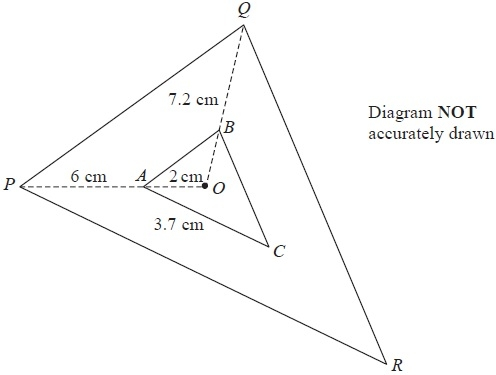 Q
7.2 cm
Diagram NOT
accurately drawn
B
P
6 cm
A
2 cm
O
3.7 cm
C
R